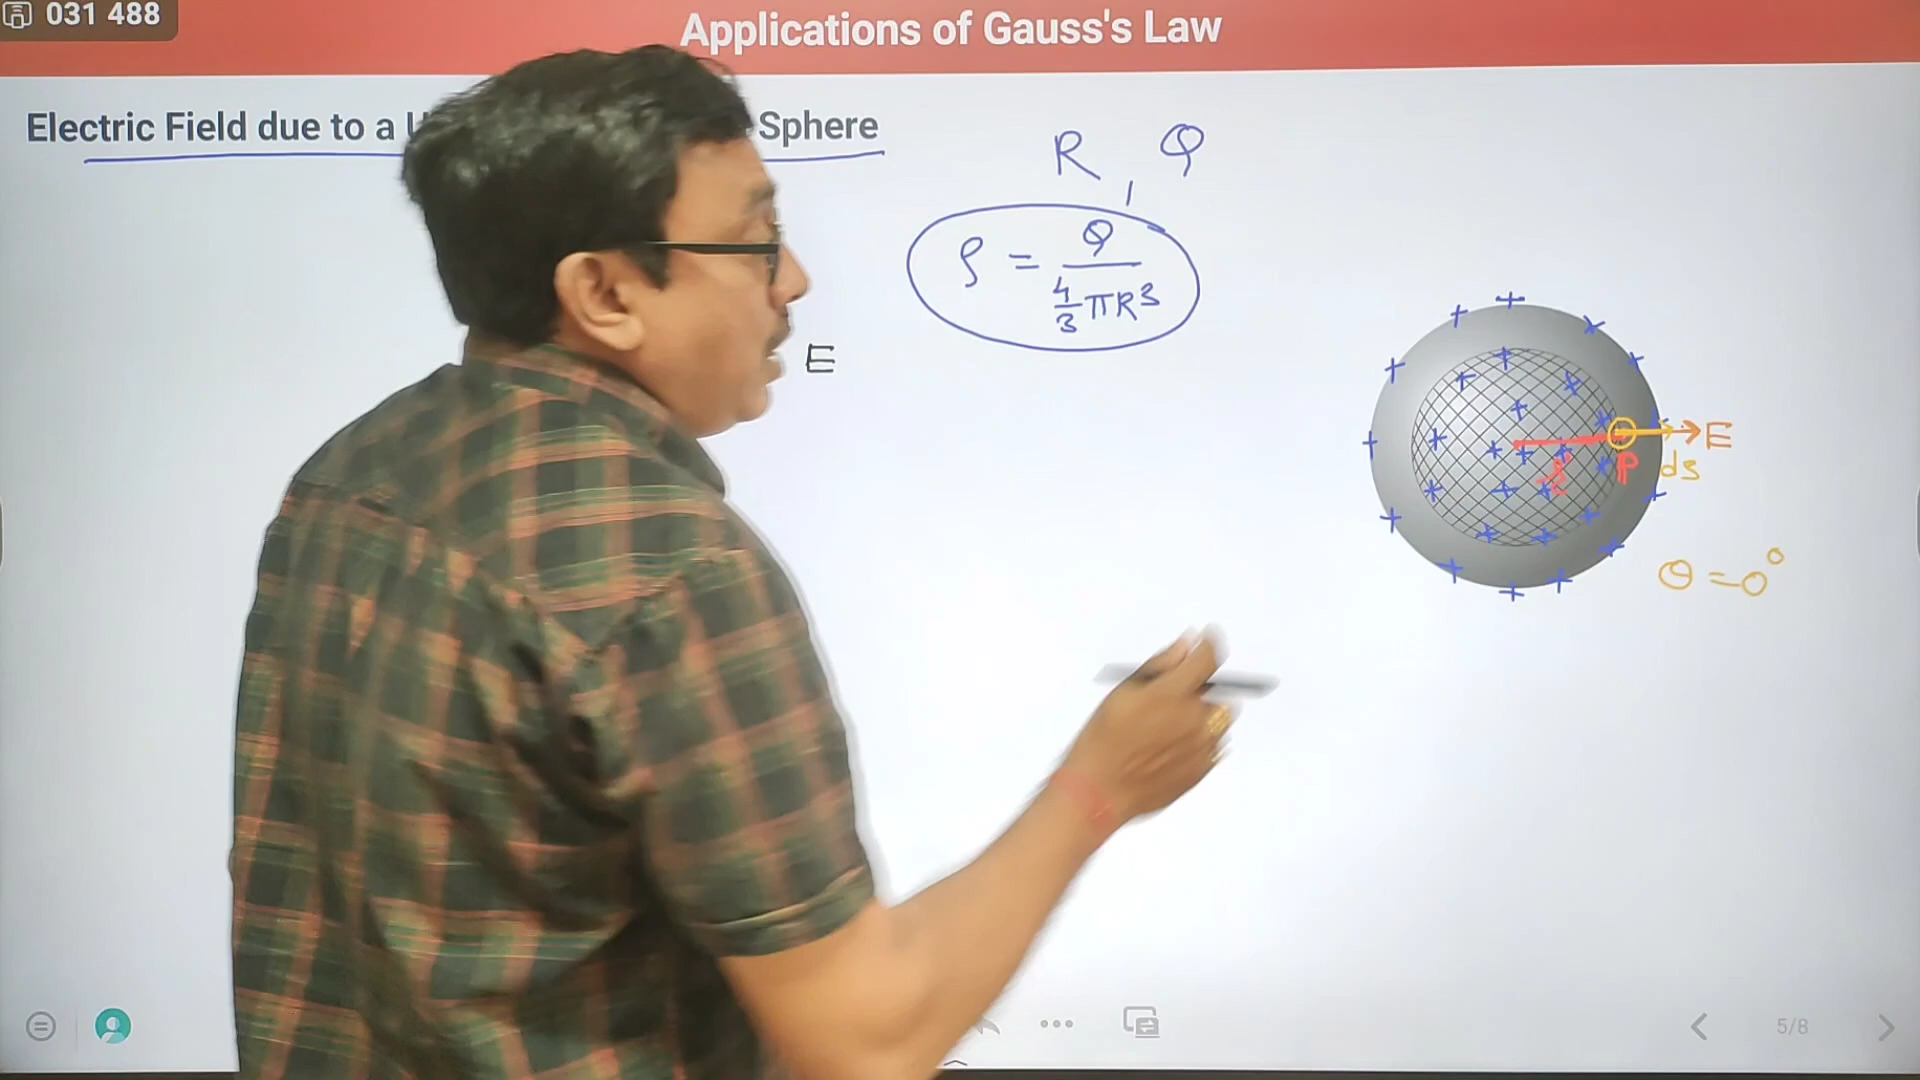 031 488
Applications of Gauss's Law
Electric Field due to a U Sphere
R , Q
ρ = Q
4/3 πR³
E
E
r P ds
θ = 0°
5/8